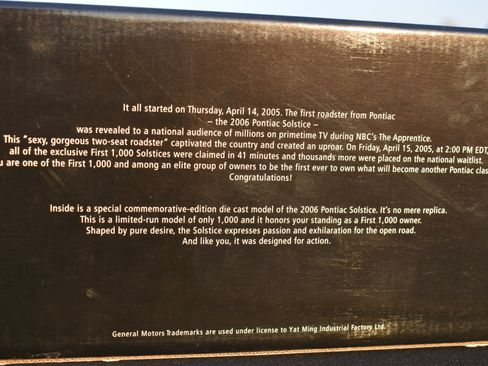 It all started on Thursday, April 14, 2005. The first roadster from Pontiac
– the 2006 Pontiac Solstice –
was revealed to a national audience of millions on primetime TV during NBC's The Apprentice.
This "sexy, gorgeous two-seat roadster" captivated the country and created an uproar. On Friday, April 15, 2005, at 2:00 PM EDT,
all of the exclusive First 1,000 Solstices were claimed in 41 minutes and thousands more were placed on the national waitlist.
u are one of the First 1,000 and among an elite group of owners to be the first ever to own what will become another Pontiac clas
Congratulations!
Inside is a special commemorative-edition die cast model of the 2006 Pontiac Solstice. It's no mere replica.
This is a limited-run model of only 1,000 and it honors your standing as a First 1,000 owner.
Shaped by pure desire, the Solstice expresses passion and exhilaration for the open road.
And like you, it was designed for action.
General Motors Trademarks are used under license to Yat Ming Industrial Factory Ltd.